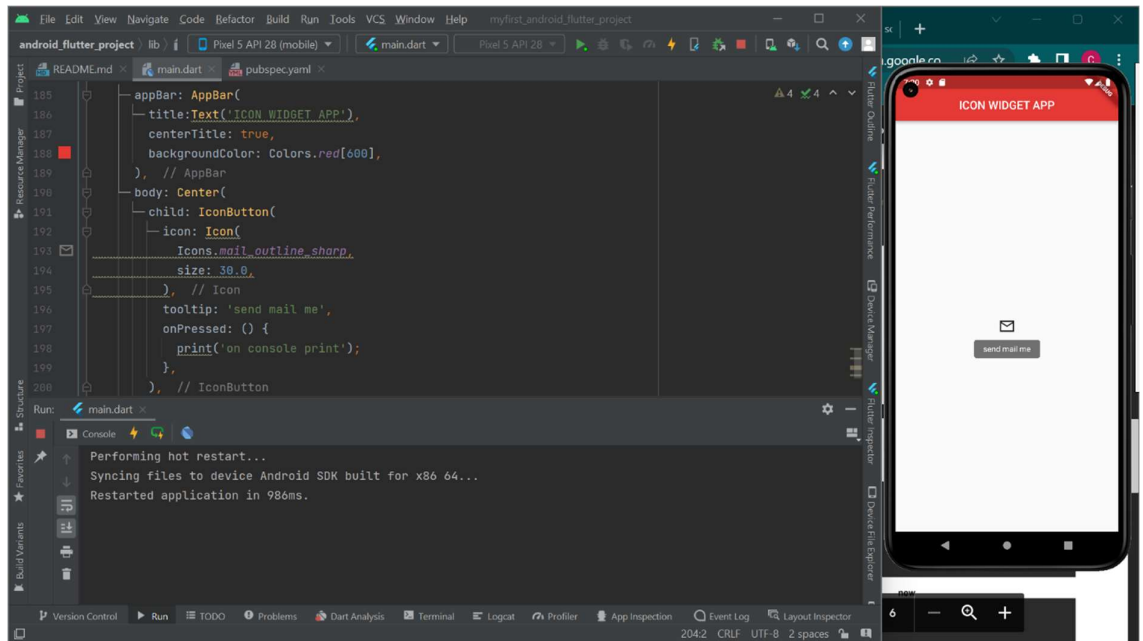 File Edit View Navigate Code Refactor Build Run Tools VCS Window Help myfirst_android_flutter_project
android_flutter_project lib Pixel 5 API 28 (mobile) main.dart Pixel 5 API 28
README.md main.dart pubspec.yaml
185 appBar: AppBar(
186 title:Text('ICON WIDGET APP'),
187 centerTitle: true,
188 backgroundColor: Colors.red[600],
189 ), // AppBar
190 body: Center(
191 child: IconButton(
192 icon: Icon(
193 Icons.mail_outline_sharp,
194 size: 30.0,
195 ), // Icon
196 tooltip: 'send mail me',
197 onPressed: () {
198 print('on console print');
199 },
200 ), // IconButton
4 4
Project
Resource Manager
Structure
Favorites
Build Variants
Flutter Outline
Flutter Performance
Device Manager
Flutter Inspector
Device File Explorer
Run: main.dart
Console
Performing hot restart...
Syncing files to device Android SDK built for x86 64...
Restarted application in 986ms.
Version Control Run TODO Problems Dart Analysis Terminal Logcat Profiler App Inspection Event Log Layout Inspector
204:2 CRLF UTF-8 2 spaces
.google.co
C
ICON WIDGET APP
send mail me
now
6